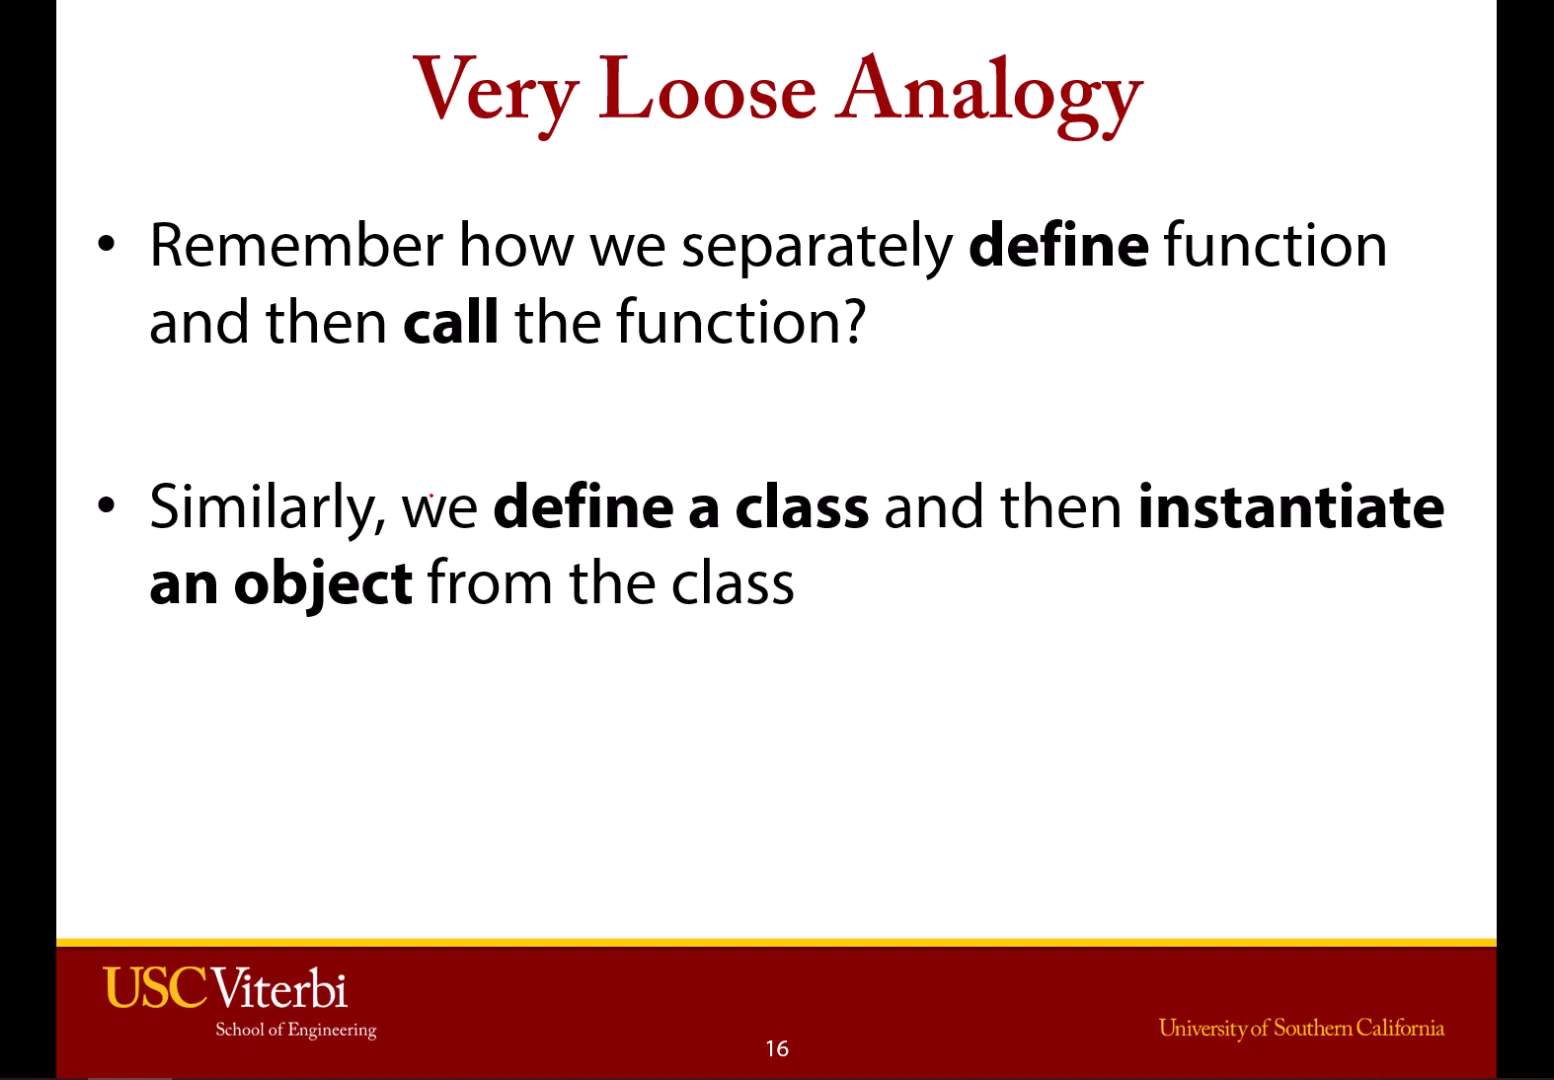 Very Loose Analogy
• Remember how we separately define function
and then call the function?
• Similarly, we define a class and then instantiate
an object from the class
USC Viterbi
School of Engineering
University of Southern California
16